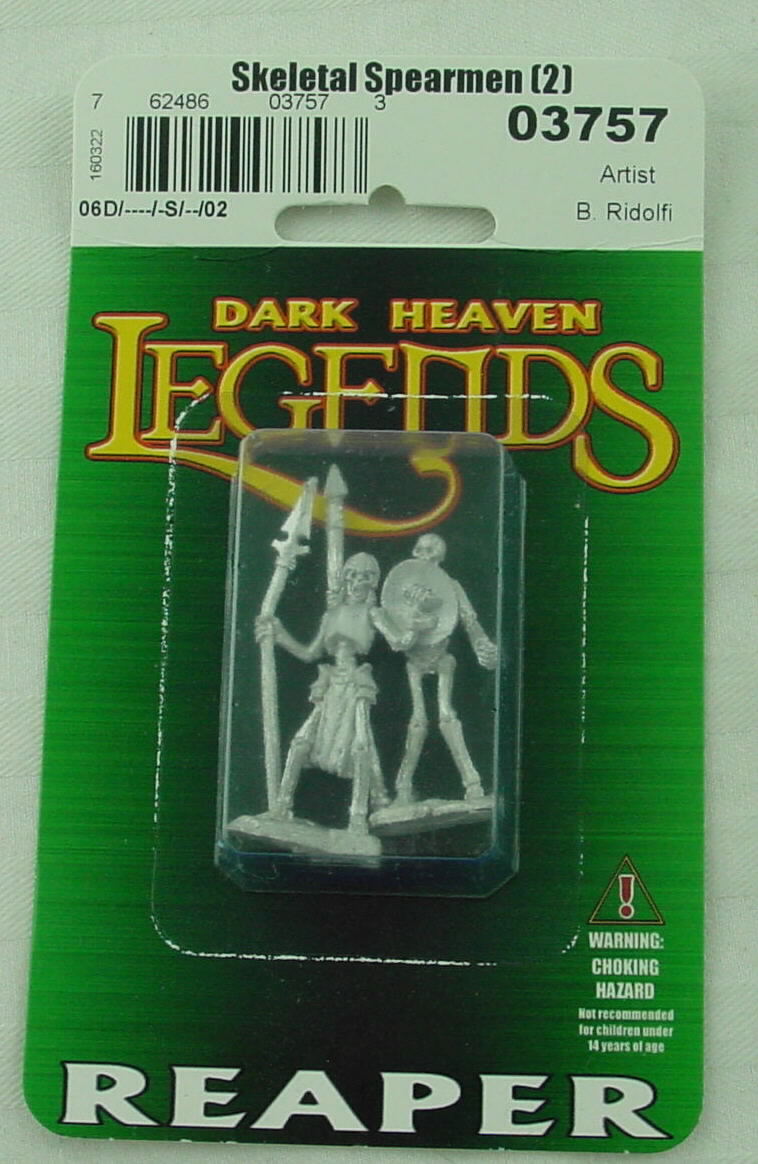 Skeletal Spearmen (2)
7 62486 03757 3
03757
160322
Artist
06D/----/-S/--/02
B. Ridolfi
DARK HEAVEN
LEGENDS
WARNING:
CHOKING
HAZARD
Not recommended
for children under
14 years of age
REAPER